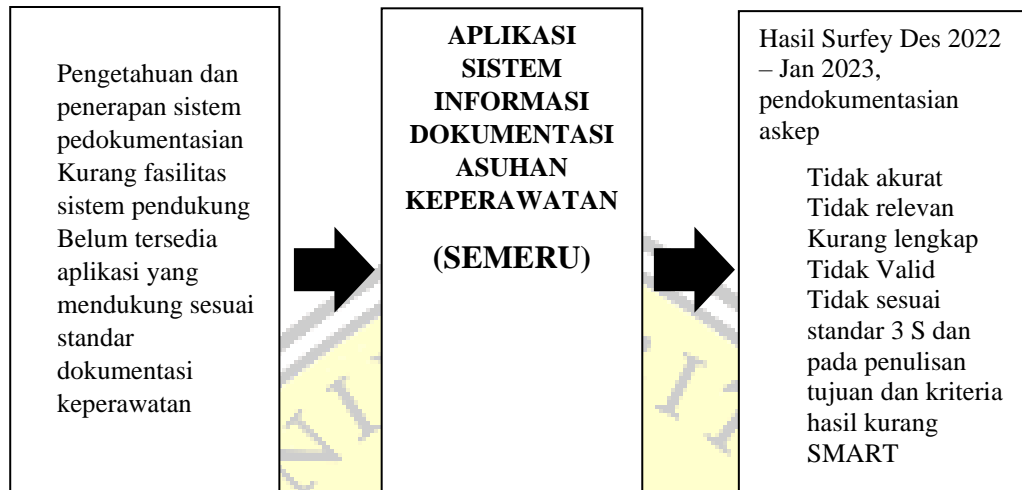 Pengetahuan dan
penerapan sistem
pedokumentasian
Kurang fasilitas
sistem pendukung
Belum tersedia
aplikasi yang
mendukung sesuai
standar
dokumentasi
keperawatan
APLIKASI
SISTEM
INFORMASI
DOKUMENTASI
ASUHAN
KEPERAWATAN
(SEMERU)
Hasil Surfey Des 2022
– Jan 2023,
pendokumentasian
askep
Tidak akurat
Tidak relevan
Kurang lengkap
Tidak Valid
Tidak sesuai
standar 3 S dan
pada penulisan
tujuan dan kriteria
hasil kurang
SMART